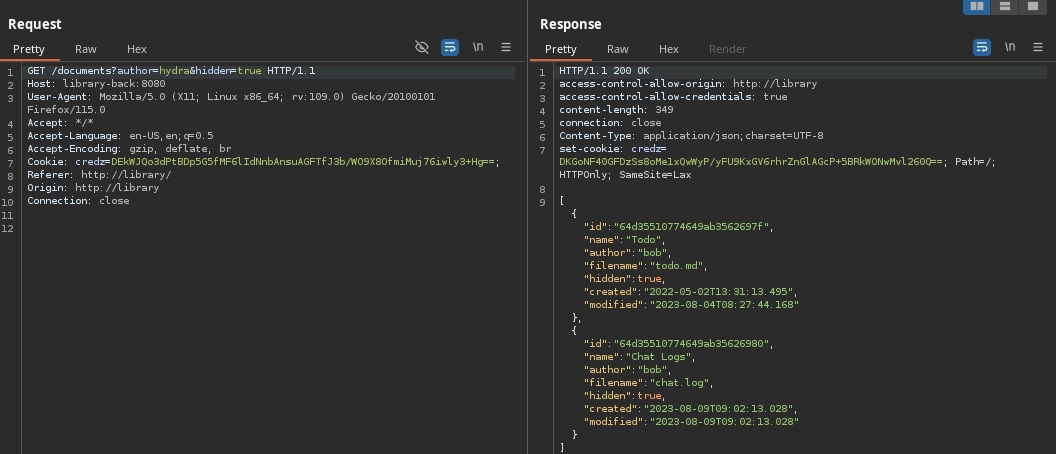 Request
Pretty Raw Hex
\n
1 GET /documents?author=hydra&hidden=true HTTP/1.1
2 Host: library-back:8080
3 User-Agent: Mozilla/5.0 (X11; Linux x86_64; rv:109.0) Gecko/20100101
Firefox/115.0
4 Accept: */*
5 Accept-Language: en-US,en;q=0.5
6 Accept-Encoding: gzip, deflate, br
7 Cookie: credz=DEkWJQo3dPtBDp5G5fMF6lIdNnbAnsuAGFTfJ3b/WO9X8OfmiMuj76iwly3+Hg==;
8 Referer: http://library/
9 Origin: http://library
10 Connection: close
11
12
Response
Pretty Raw Hex Render
\n
1 HTTP/1.1 200 OK
2 access-control-allow-origin: http://library
3 access-control-allow-credentials: true
4 content-length: 349
5 connection: close
6 Content-Type: application/json;charset=UTF-8
7 set-cookie: credz=
DKGoNF40GFDzSs8oMe1xQwWyP/yFU9KxGV6rhrZnGlAGcP+5BRkWONwMvl26OQ==; Path=/;
HTTPOnly; SameSite=Lax
8
9 [
{
"id":"64d35510774649ab3562697f",
"name":"Todo",
"author":"bob",
"filename":"todo.md",
"hidden":true,
"created":"2022-05-02T13:31:13.495",
"modified":"2023-08-04T08:27:44.168"
},
{
"id":"64d35510774649ab35626980",
"name":"Chat Logs",
"author":"bob",
"filename":"chat.log",
"hidden":true,
"created":"2023-08-09T09:02:13.028",
"modified":"2023-08-09T09:02:13.028"
}
]